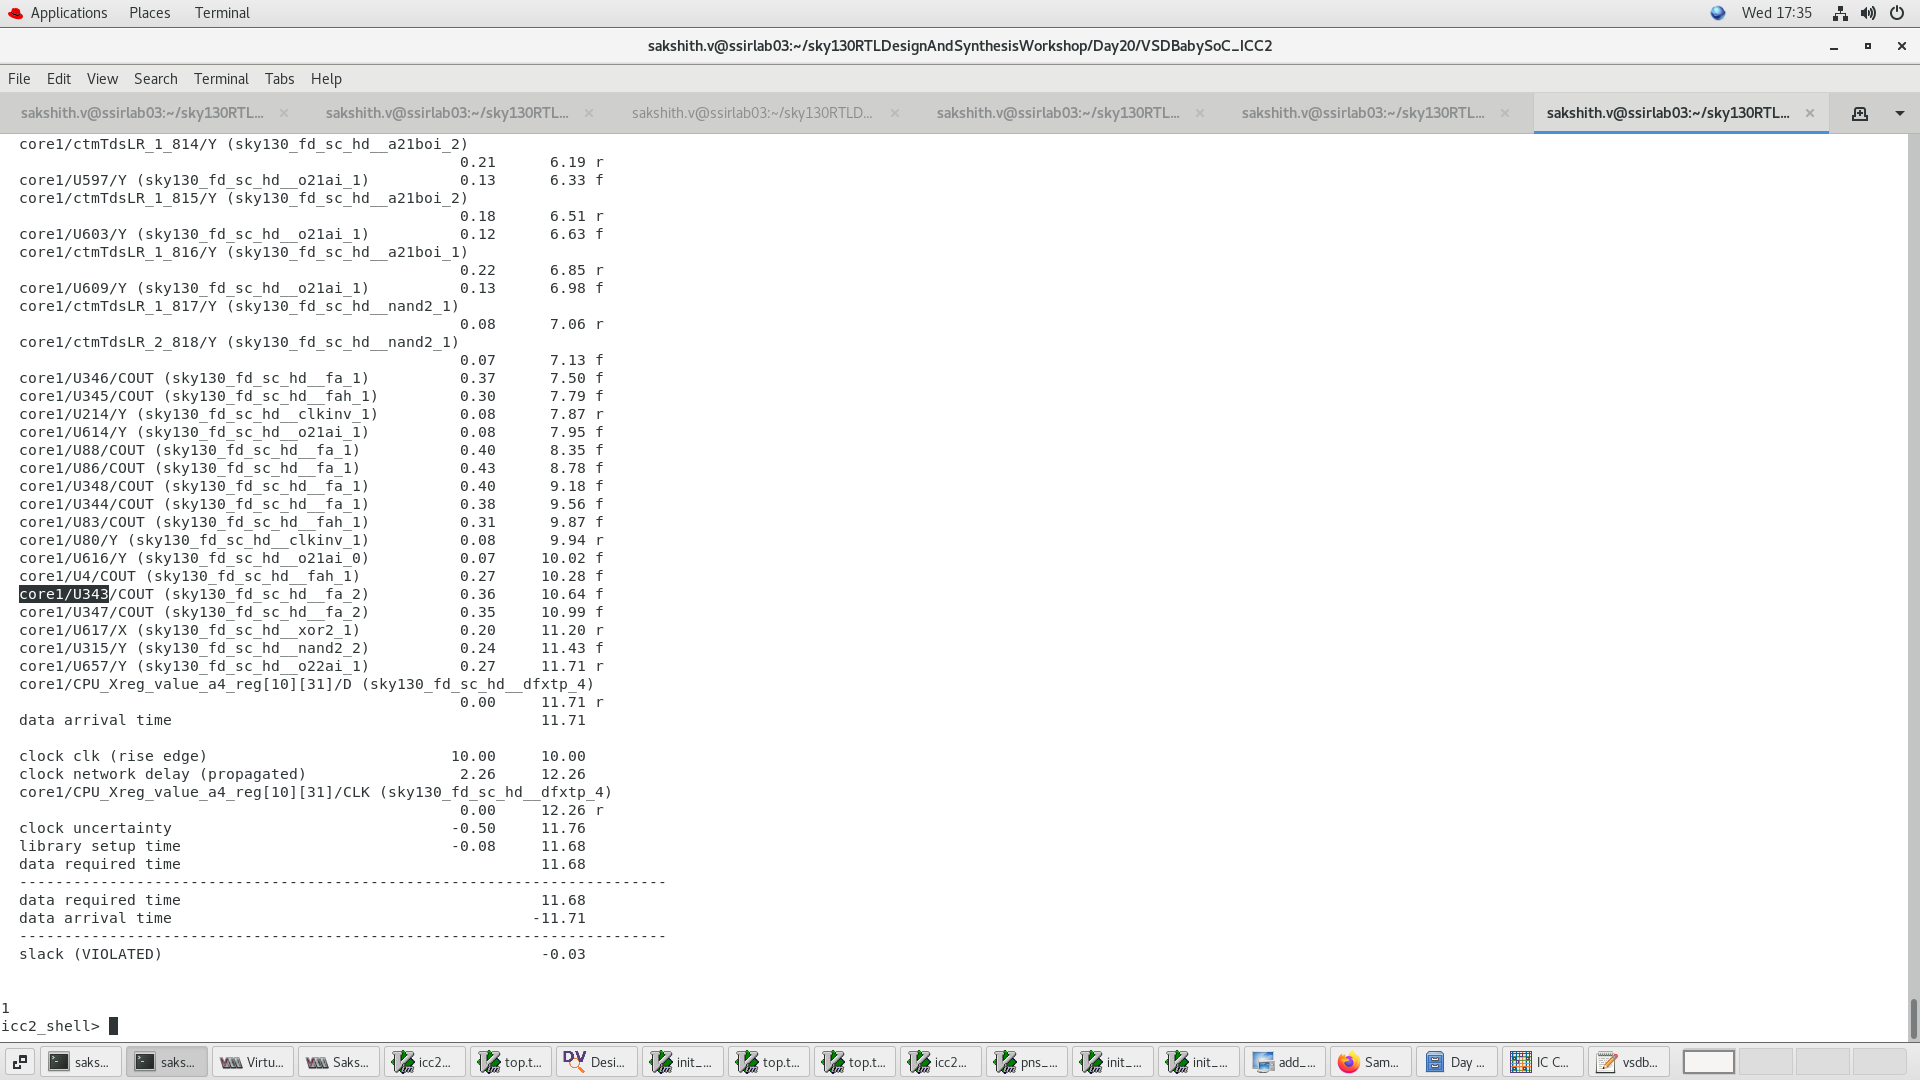 Applications Places Terminal Wed 17:35
sakshith.v@ssirlab03:~/sky130RTLDesignAndSynthesisWorkshop/Day20/VSDBabySoC_ICC2
File Edit View Search Terminal Tabs Help
sakshith.v@ssirlab03:~/sky130RTL... sakshith.v@ssirlab03:~/sky130RTL... sakshith.v@ssirlab03:~/sky130RTLD... sakshith.v@ssirlab03:~/sky130RTL... sakshith.v@ssirlab03:~/sky130RTL... sakshith.v@ssirlab03:~/sky130RTL...
core1/ctmTdsLR_1_814/Y (sky130_fd_sc_hd__a21boi_2)
0.21 6.19 r
core1/U597/Y (sky130_fd_sc_hd__o21ai_1) 0.13 6.33 f
core1/ctmTdsLR_1_815/Y (sky130_fd_sc_hd__a21boi_2)
0.18 6.51 r
core1/U603/Y (sky130_fd_sc_hd__o21ai_1) 0.12 6.63 f
core1/ctmTdsLR_1_816/Y (sky130_fd_sc_hd__a21boi_1)
0.22 6.85 r
core1/U609/Y (sky130_fd_sc_hd__o21ai_1) 0.13 6.98 f
core1/ctmTdsLR_1_817/Y (sky130_fd_sc_hd__nand2_1)
0.08 7.06 r
core1/ctmTdsLR_2_818/Y (sky130_fd_sc_hd__nand2_1)
0.07 7.13 f
core1/U346/COUT (sky130_fd_sc_hd__fa_1) 0.37 7.50 f
core1/U345/COUT (sky130_fd_sc_hd__fah_1) 0.30 7.79 f
core1/U214/Y (sky130_fd_sc_hd__clkinv_1) 0.08 7.87 r
core1/U614/Y (sky130_fd_sc_hd__o21ai_1) 0.08 7.95 f
core1/U88/COUT (sky130_fd_sc_hd__fa_1) 0.40 8.35 f
core1/U86/COUT (sky130_fd_sc_hd__fa_1) 0.43 8.78 f
core1/U348/COUT (sky130_fd_sc_hd__fa_1) 0.40 9.18 f
core1/U344/COUT (sky130_fd_sc_hd__fa_1) 0.38 9.56 f
core1/U83/COUT (sky130_fd_sc_hd__fah_1) 0.31 9.87 f
core1/U80/Y (sky130_fd_sc_hd__clkinv_1) 0.08 9.94 r
core1/U616/Y (sky130_fd_sc_hd__o21ai_0) 0.07 10.02 f
core1/U4/COUT (sky130_fd_sc_hd__fah_1) 0.27 10.28 f
core1/U343/COUT (sky130_fd_sc_hd__fa_2) 0.36 10.64 f
core1/U347/COUT (sky130_fd_sc_hd__fa_2) 0.35 10.99 f
core1/U617/X (sky130_fd_sc_hd__xor2_1) 0.20 11.20 r
core1/U315/Y (sky130_fd_sc_hd__nand2_2) 0.24 11.43 f
core1/U657/Y (sky130_fd_sc_hd__o22ai_1) 0.27 11.71 r
core1/CPU_Xreg_value_a4_reg[10][31]/D (sky130_fd_sc_hd__dfxtp_4)
0.00 11.71 r
data arrival time 11.71
clock clk (rise edge) 10.00 10.00
clock network delay (propagated) 2.26 12.26
core1/CPU_Xreg_value_a4_reg[10][31]/CLK (sky130_fd_sc_hd__dfxtp_4)
0.00 12.26 r
clock uncertainty -0.50 11.76
library setup time -0.08 11.68
data required time 11.68
------------------------------------------------------------------------
data required time 11.68
data arrival time -11.71
------------------------------------------------------------------------
slack (VIOLATED) -0.03
1
icc2_shell>
saks... saks... Virtu... Saks... icc2... top.t... Desi... init_... top.t... top.t... icc2... pns_... init_... init_... add_... Sam... Day ... IC C... vsdb...